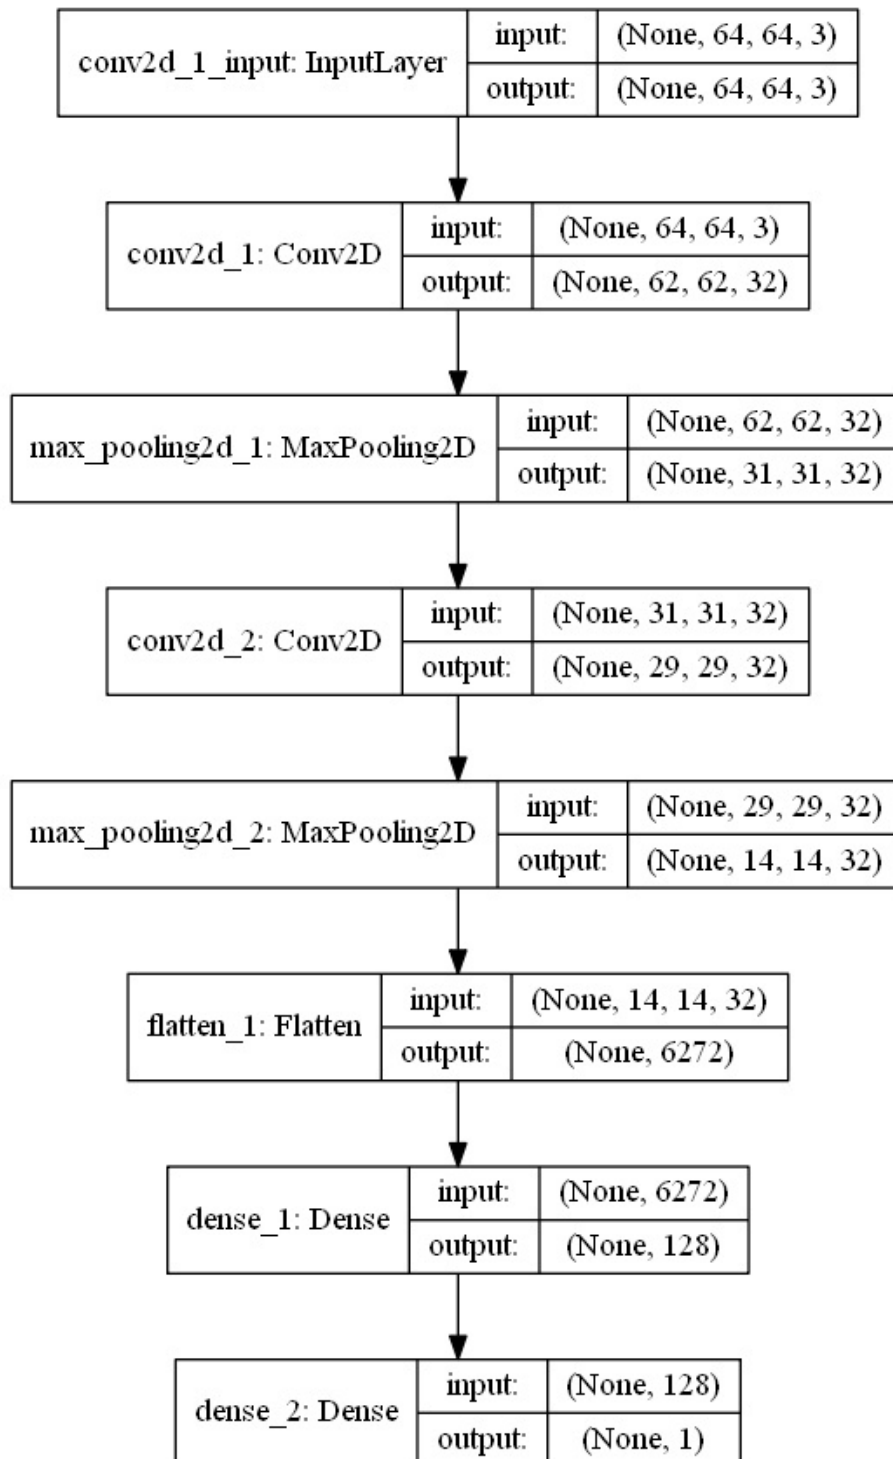 conv2d_1_input: InputLayer
input: (None, 64, 64, 3)
output: (None, 64, 64, 3)
conv2d_1: Conv2D
input: (None, 64, 64, 3)
output: (None, 62, 62, 32)
max_pooling2d_1: MaxPooling2D
input: (None, 62, 62, 32)
output: (None, 31, 31, 32)
conv2d_2: Conv2D
input: (None, 31, 31, 32)
output: (None, 29, 29, 32)
max_pooling2d_2: MaxPooling2D
input: (None, 29, 29, 32)
output: (None, 14, 14, 32)
flatten_1: Flatten
input: (None, 14, 14, 32)
output: (None, 6272)
dense_1: Dense
input: (None, 6272)
output: (None, 128)
dense_2: Dense
input: (None, 128)
output: (None, 1)